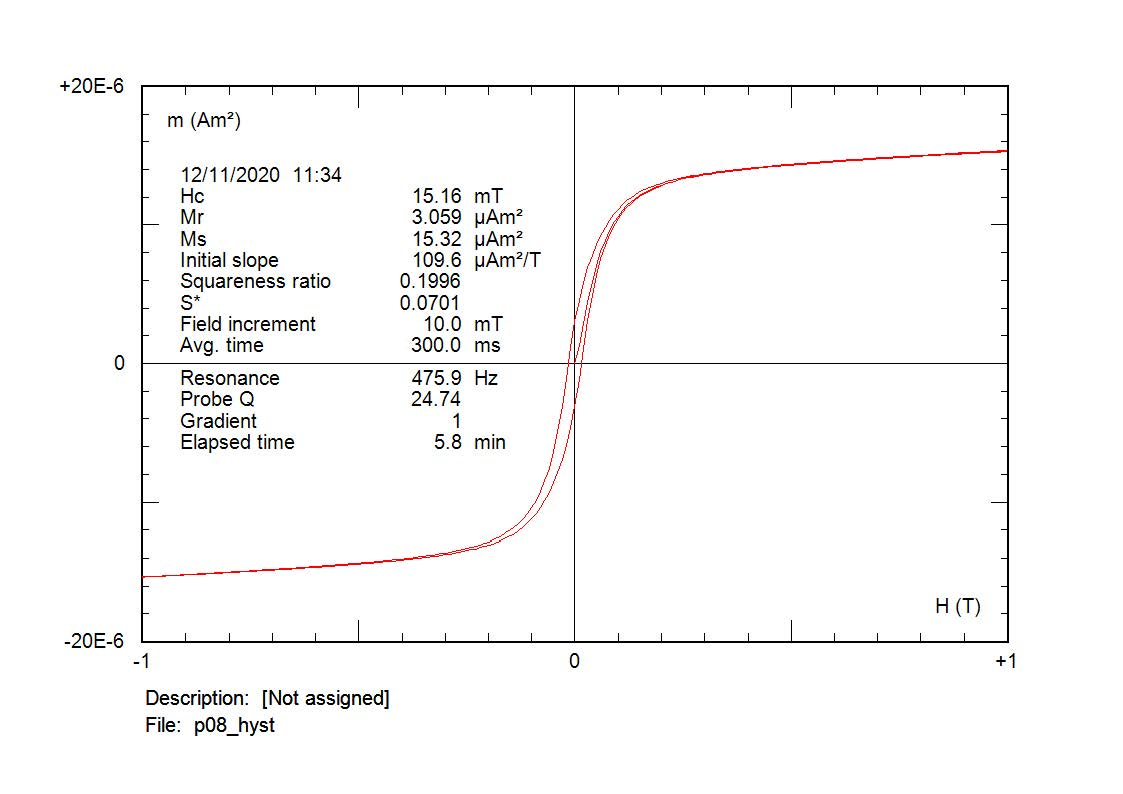 +20E-6
m (Am²)
12/11/2020 11:34
Hc 15.16 mT
Mr 3.059 µAm²
Ms 15.32 µAm²
Initial slope 109.6 µAm²/T
Squareness ratio 0.1996
S* 0.0701
Field increment 10.0 mT
Avg. time 300.0 ms
0
Resonance 475.9 Hz
Probe Q 24.74
Gradient 1
Elapsed time 5.8 min
H (T)
-20E-6
-1 0 +1
Description: [Not assigned]
File: p08_hyst